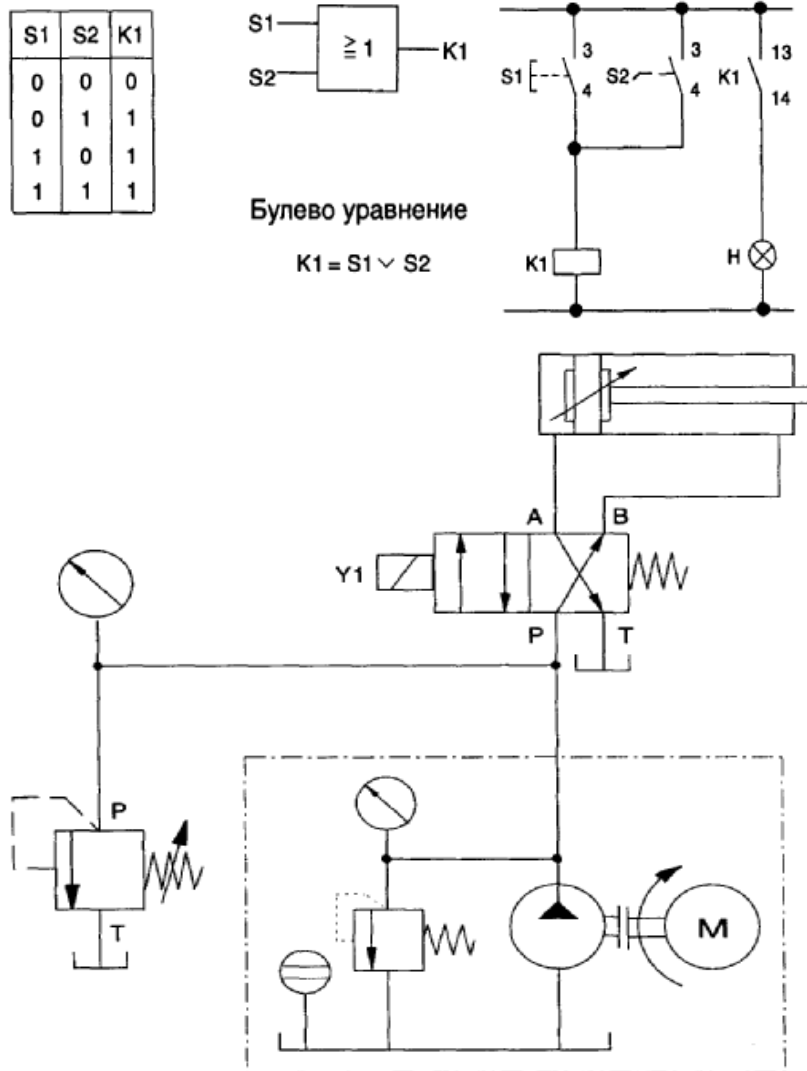 S1 S2 K1
0 0 0
0 1 1
1 0 1
1 1 1
S1
S2
≧ 1
K1
Булево уравнение
K1 = S1 ∨ S2
S1
3
4
S2
3
4
K1
13
14
K1
H
A B
Y1
P T
P
T
M